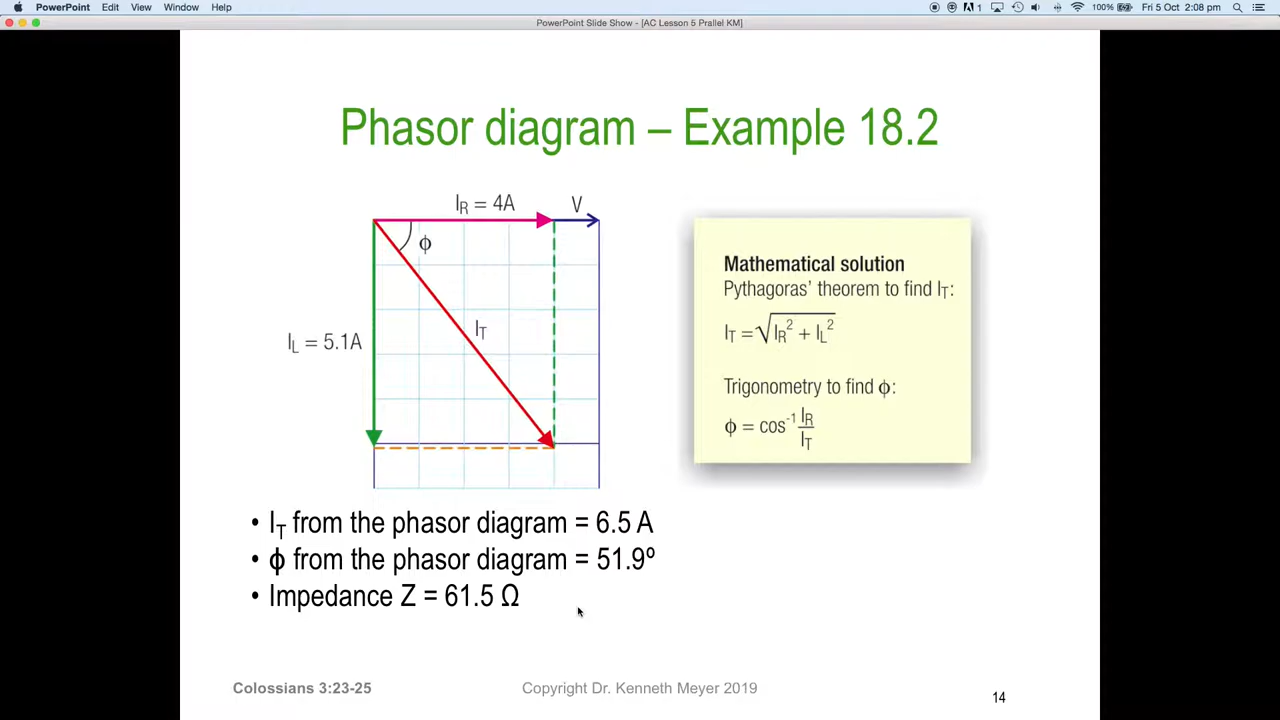 PowerPoint Edit View Window Help 1 100% Fri 5 Oct 2:08 pm
PowerPoint Slide Show - [AC Lesson 5 Prallel KM]
Phasor diagram – Example 18.2
I_R = 4A V
ϕ
I_T
I_L = 5.1A
Mathematical solution
Pythagoras' theorem to find I_T:
I_T = √I_R² + I_L²
Trigonometry to find ϕ:
ϕ = cos⁻¹ I_R
I_T
• I_T from the phasor diagram = 6.5 A
• ϕ from the phasor diagram = 51.9º
• Impedance Z = 61.5 Ω
Colossians 3:23-25 Copyright Dr. Kenneth Meyer 2019 14